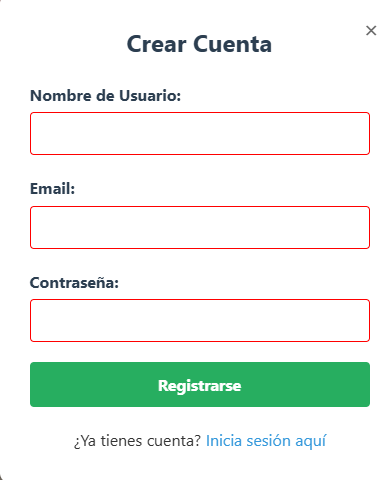 ×
Crear Cuenta
Nombre de Usuario:
Email:
Contraseña:
Registrarse
¿Ya tienes cuenta? Inicia sesión aquí